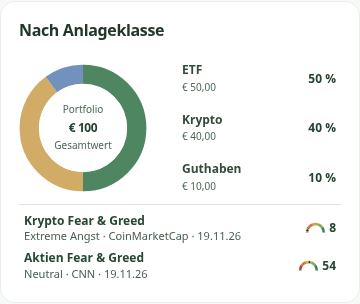 Nach Anlageklasse
Portfolio
€ 100
Gesamtwert
ETF
€ 50,00
50 %
Krypto
€ 40,00
40 %
Guthaben
€ 10,00
10 %
Krypto Fear & Greed
Extreme Angst · CoinMarketCap · 19.11.26
8
Aktien Fear & Greed
Neutral · CNN · 19.11.26
54